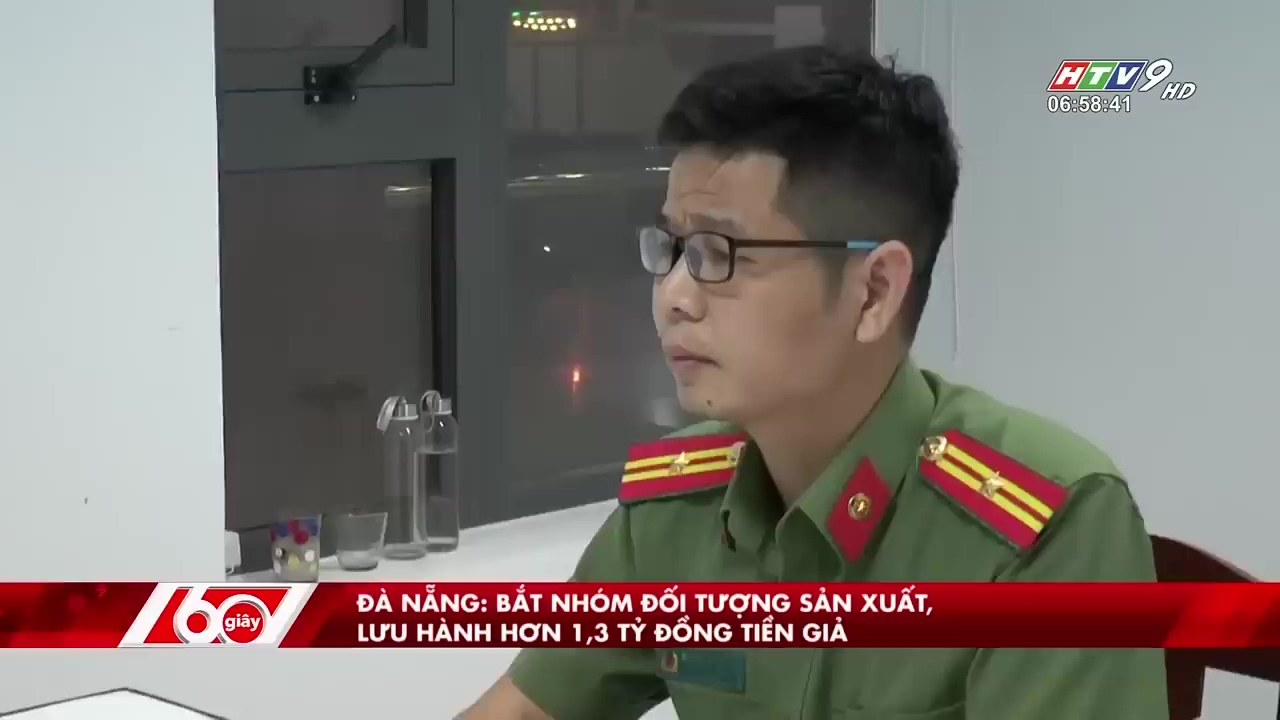 HTV9 HD
06:58:41
60 giây
ĐÀ NẴNG: BẮT NHÓM ĐỐI TƯỢNG SẢN XUẤT,
LƯU HÀNH HƠN 1,3 TỶ ĐỒNG TIỀN GIẢ